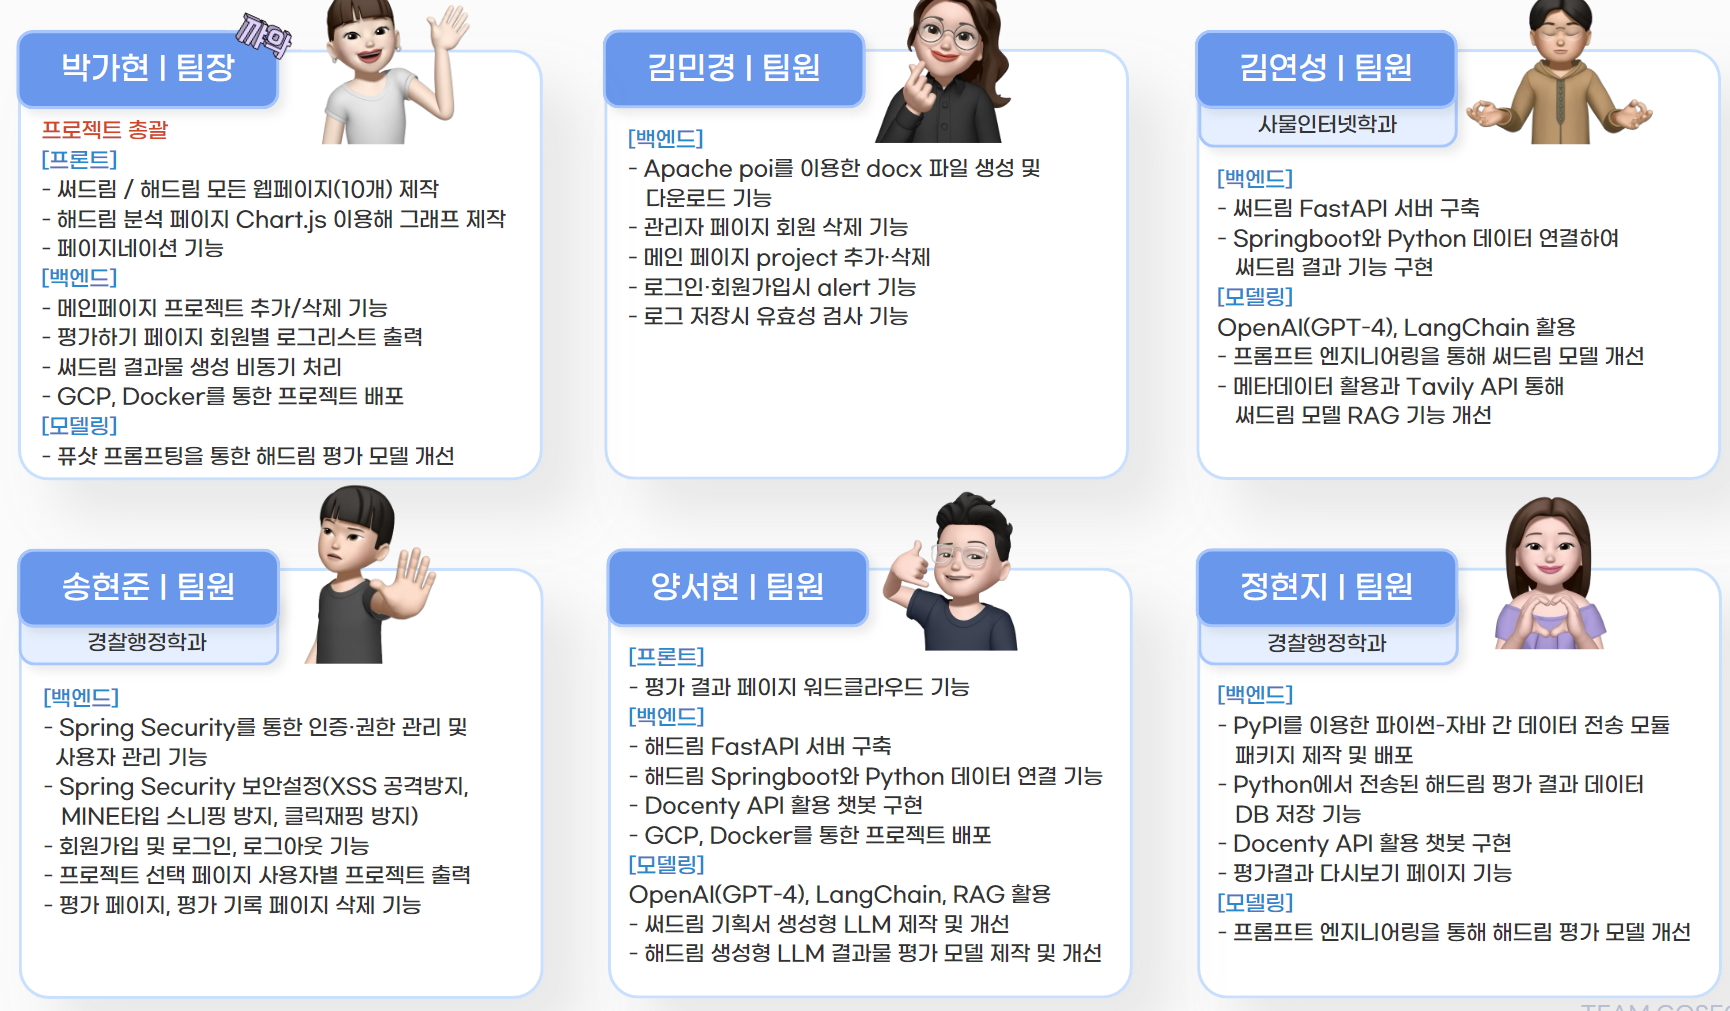 박가현 | 팀장
꺄악
프로젝트 총괄
[프론트]
- 써드림 / 해드림 모든 웹페이지(10개) 제작
- 해드림 분석 페이지 Chart.js 이용해 그래프 제작
- 페이지네이션 기능
[백엔드]
- 메인페이지 프로젝트 추가/삭제 기능
- 평가하기 페이지 회원별 로그리스트 출력
- 써드림 결과물 생성 비동기 처리
- GCP, Docker를 통한 프로젝트 배포
[모델링]
- 퓨샷 프롬프팅을 통한 해드림 평가 모델 개선
김민경 | 팀원
[백엔드]
- Apache poi를 이용한 docx 파일 생성 및
다운로드 기능
- 관리자 페이지 회원 삭제 기능
- 메인 페이지 project 추가·삭제
- 로그인·회원가입시 alert 기능
- 로그 저장시 유효성 검사 기능
김연성 | 팀원
사물인터넷학과
[백엔드]
- 써드림 FastAPI 서버 구축
- Springboot와 Python 데이터 연결하여
써드림 결과 기능 구현
[모델링]
OpenAI(GPT-4), LangChain 활용
- 프롬프트 엔지니어링을 통해 써드림 모델 개선
- 메타데이터 활용과 Tavily API 통해
써드림 모델 RAG 기능 개선
송현준 | 팀원
경찰행정학과
[백엔드]
- Spring Security를 통한 인증·권한 관리 및
사용자 관리 기능
- Spring Security 보안설정(XSS 공격방지,
MINE타입 스니핑 방지, 클릭재핑 방지)
- 회원가입 및 로그인, 로그아웃 기능
- 프로젝트 선택 페이지 사용자별 프로젝트 출력
- 평가 페이지, 평가 기록 페이지 삭제 기능
양서현 | 팀원
[프론트]
- 평가 결과 페이지 워드클라우드 기능
[백엔드]
- 해드림 FastAPI 서버 구축
- 해드림 Springboot와 Python 데이터 연결 기능
- Docenty API 활용 챗봇 구현
- GCP, Docker를 통한 프로젝트 배포
[모델링]
OpenAI(GPT-4), LangChain, RAG 활용
- 써드림 기획서 생성형 LLM 제작 및 개선
- 해드림 생성형 LLM 결과물 평가 모델 제작 및 개선
정현지 | 팀원
경찰행정학과
[백엔드]
- PyPI를 이용한 파이썬-자바 간 데이터 전송 모듈
패키지 제작 및 배포
- Python에서 전송된 해드림 평가 결과 데이터
DB 저장 기능
- Docenty API 활용 챗봇 구현
- 평가결과 다시보기 페이지 기능
[모델링]
- 프롬프트 엔지니어링을 통해 해드림 평가 모델 개선
TEAM